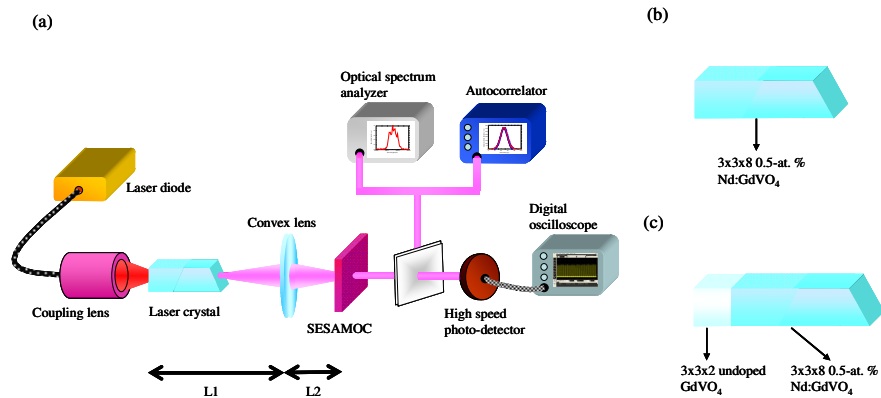 (a)
Optical spectrum
analyzer
Autocorrelator
Laser diode
Convex lens
Digital
oscilloscope
Coupling lens
Laser crystal
SESAMOC
High speed
photo-detector
L1
L2
(b)
3x3x8 0.5-at. %
Nd:GdVO4
(c)
3x3x2 undoped
GdVO4
3x3x8 0.5-at. %
Nd:GdVO4